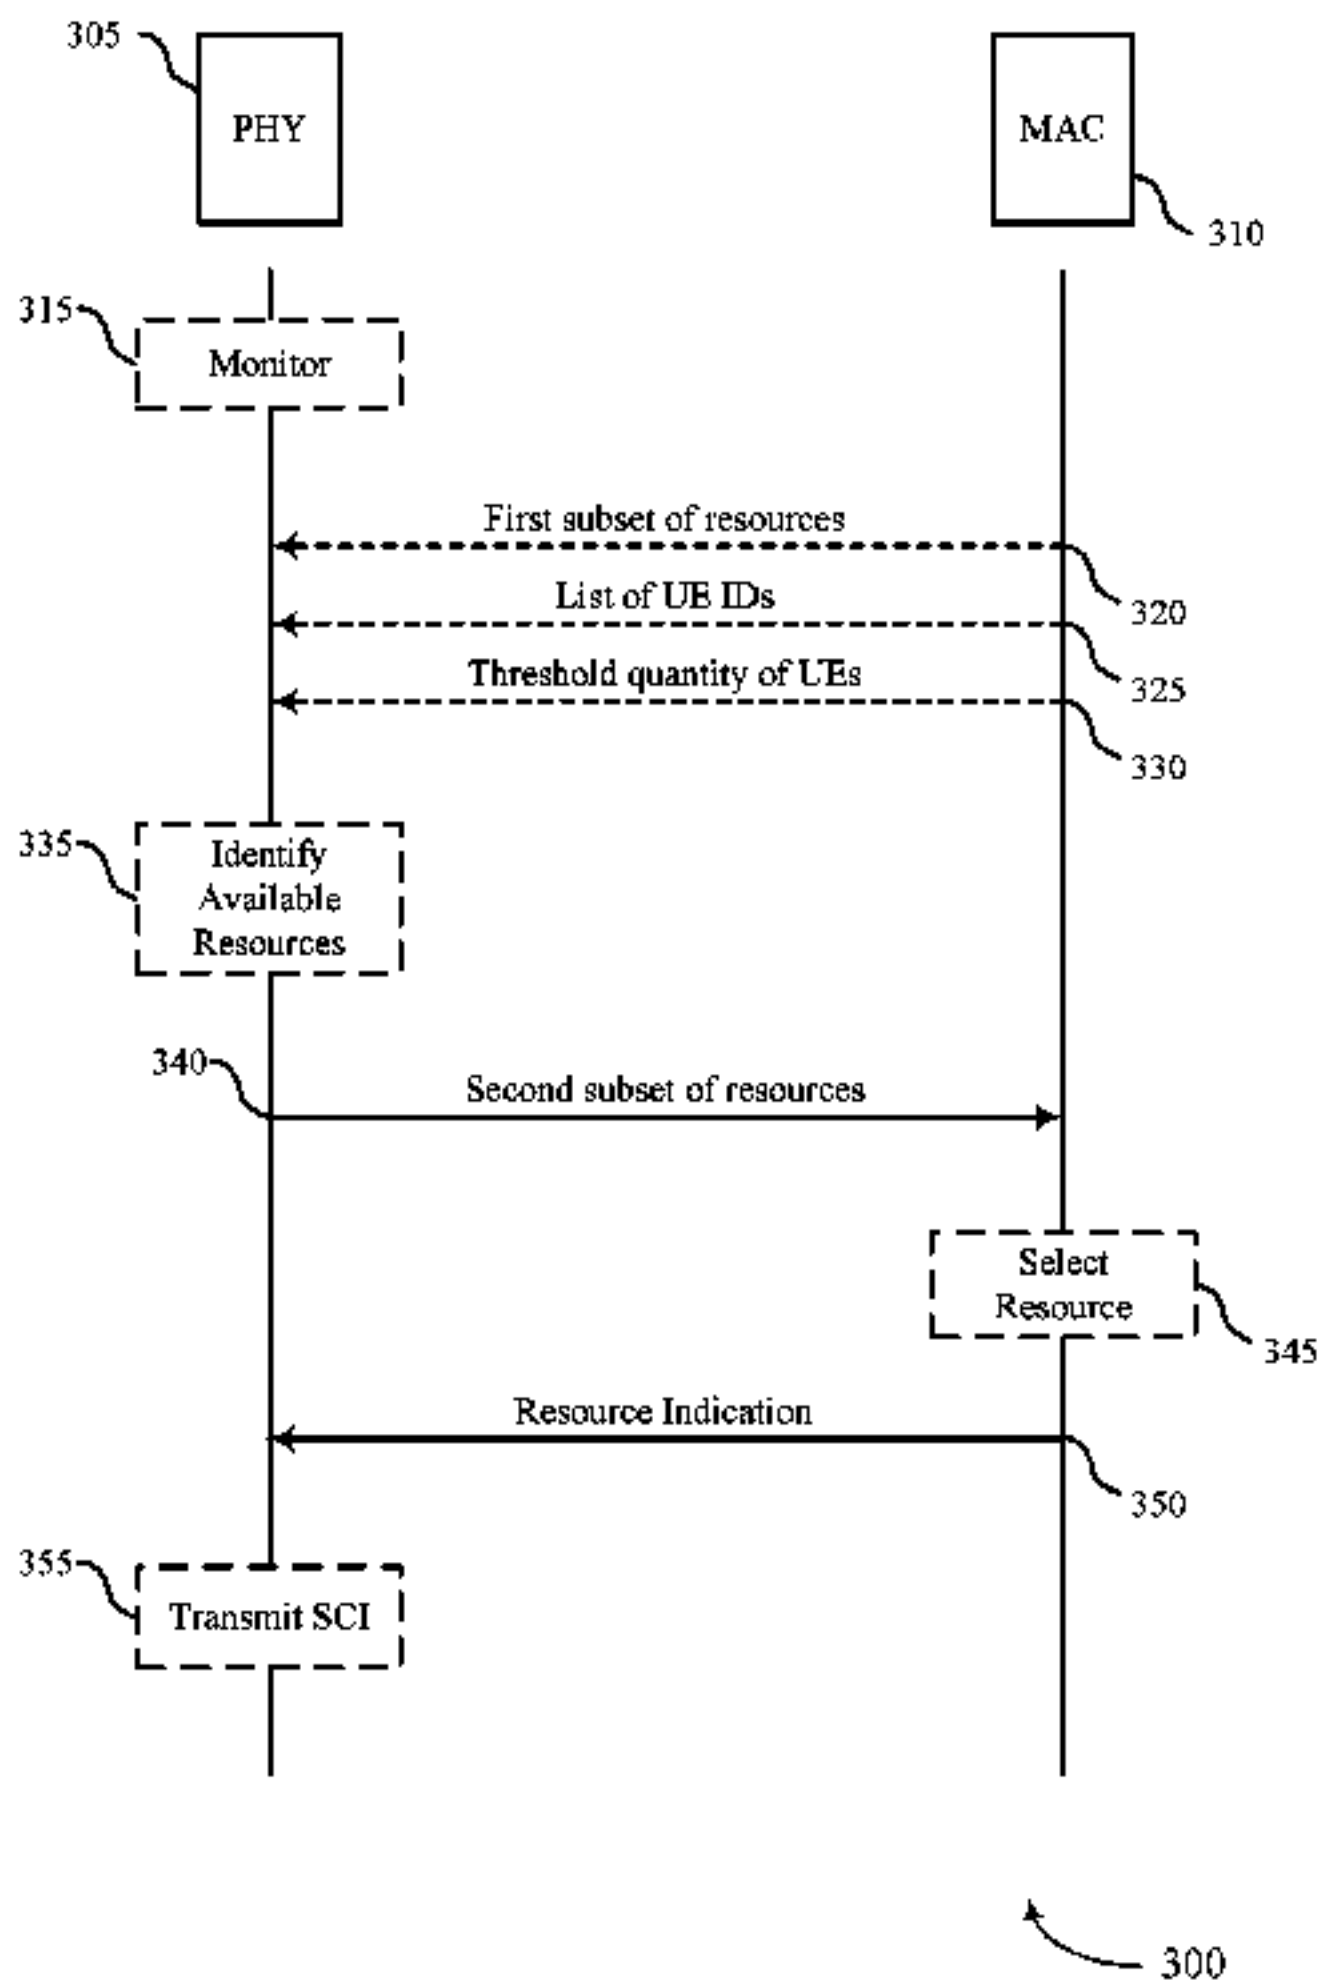 305
PHY
MAC
310
315
Monitor
First subset of resources
320
List of UE IDs
325
Threshold quantity of UEs
330
335
Identify
Available
Resources
340
Second subset of resources
Select
Resource
345
Resource Indication
350
355
Transmit SCI
300